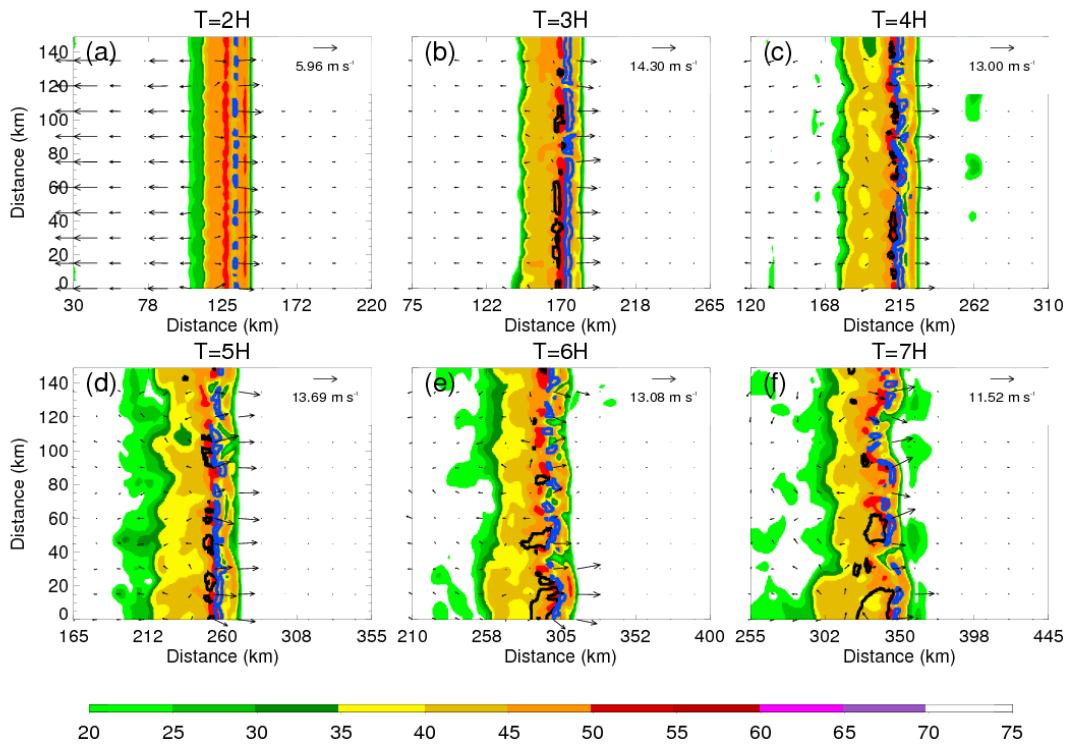 T=2H T=3H T=4H
(a) 5.96 m s⁻¹ (b) 14.30 m s⁻¹ (c) 13.00 m s⁻¹
Distance (km)
140
120
100
80
60
40
20
0
30 78 125 172 220 75 122 170 218 265 120 168 215 262 310
Distance (km) Distance (km) Distance (km)
T=5H T=6H T=7H
(d) 13.69 m s⁻¹ (e) 13.08 m s⁻¹ (f) 11.52 m s⁻¹
Distance (km)
140
120
100
80
60
40
20
0
165 212 260 308 355 210 258 305 352 400 255 302 350 398 445
Distance (km) Distance (km) Distance (km)
20 25 30 35 40 45 50 55 60 65 70 75